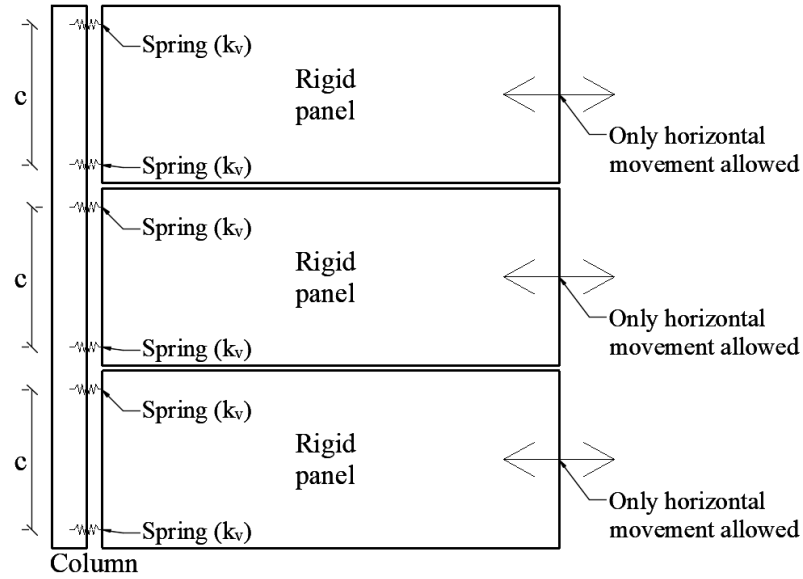 Spring (kv)
Rigid
panel
c
Only horizontal
movement allowed
Spring (kv)
Spring (kv)
Rigid
panel
c
Only horizontal
movement allowed
Spring (kv)
Spring (kv)
Rigid
panel
c
Only horizontal
movement allowed
Spring (kv)
Column